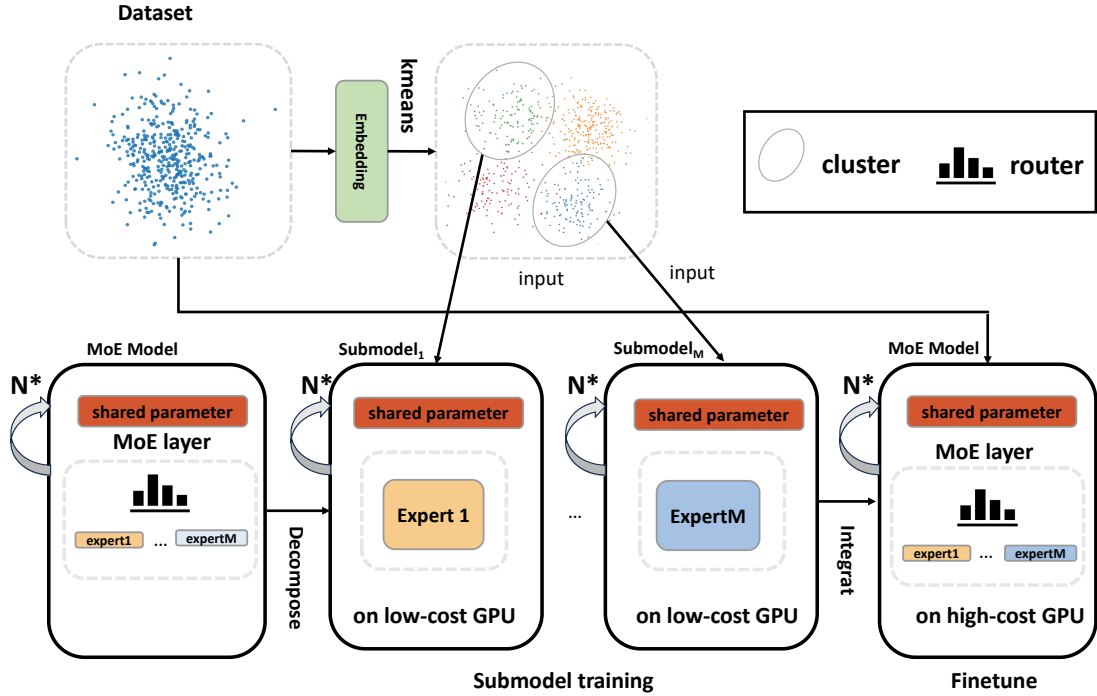 Dataset
Embedding
kmeans
cluster
router
input
input
MoE Model
Submodel₁
Submodelₘ
MoE Model
N*
N*
N*
N*
shared parameter
shared parameter
shared parameter
shared parameter
MoE layer
MoE layer
expert1
...
expertM
Decompose
Expert 1
...
ExpertM
Integrat
expert1
...
expertM
on low-cost GPU
on low-cost GPU
on high-cost GPU
Submodel training
Finetune